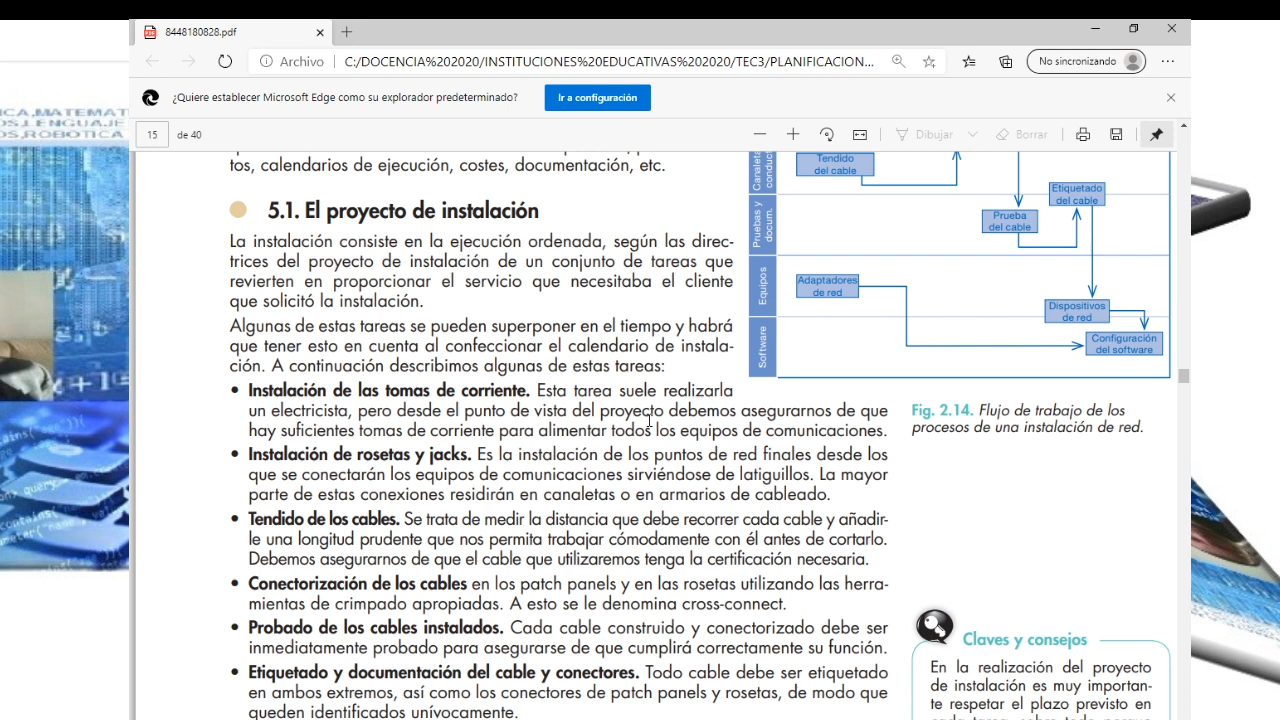 8448180828.pdf
Archivo
C:/DOCENCIA%202020/INSTITUCIONES%20EDUCATIVAS%202020/TEC3/PLANIFICACION...
No sincronizando
¿Quiere establecer Microsoft Edge como su explorador predeterminado?
Ir a configuración
15 de 40
Dibujar
Borrar
tos, calendarios de ejecución, costes, documentación, etc.
5.1. El proyecto de instalación
La instalación consiste en la ejecución ordenada, según las direc-
trices del proyecto de instalación de un conjunto de tareas que
revierten en proporcionar el servicio que necesitaba el cliente
que solicitó la instalación.
Algunas de estas tareas se pueden superponer en el tiempo y habrá
que tener esto en cuenta al confeccionar el calendario de instala-
ción. A continuación describimos algunas de estas tareas:
• Instalación de las tomas de corriente. Esta tarea suele realizarla
un electricista, pero desde el punto de vista del proyecto debemos asegurarnos de que
hay suficientes tomas de corriente para alimentar todos los equipos de comunicaciones.
• Instalación de rosetas y jacks. Es la instalación de los puntos de red finales desde los
que se conectarán los equipos de comunicaciones sirviéndose de latiguillos. La mayor
parte de estas conexiones residirán en canaletas o en armarios de cableado.
• Tendido de los cables. Se trata de medir la distancia que debe recorrer cada cable y añadir-
le una longitud prudente que nos permita trabajar cómodamente con él antes de cortarlo.
Debemos asegurarnos de que el cable que utilizaremos tenga la certificación necesaria.
• Conectorización de los cables en los patch panels y en las rosetas utilizando las herra-
mientas de crimpado apropiadas. A esto se le denomina cross-connect.
• Probado de los cables instalados. Cada cable construido y conectorizado debe ser
inmediatamente probado para asegurarse de que cumplirá correctamente su función.
• Etiquetado y documentación del cable y conectores. Todo cable debe ser etiquetado
en ambos extremos, así como los conectores de patch panels y rosetas, de modo que
queden identificados unívocamente.
Tendido
del cable
Pruebas y
docum.
Etiquetado
del cable
Prueba
del cable
Equipos
Adaptadores
de red
Dispositivos
de red
Software
Configuración
del software
Fig. 2.14. Flujo de trabajo de los
procesos de una instalación de red.
Claves y consejos
En la realización del proyecto
de instalación es muy importan-
te respetar el plazo previsto en